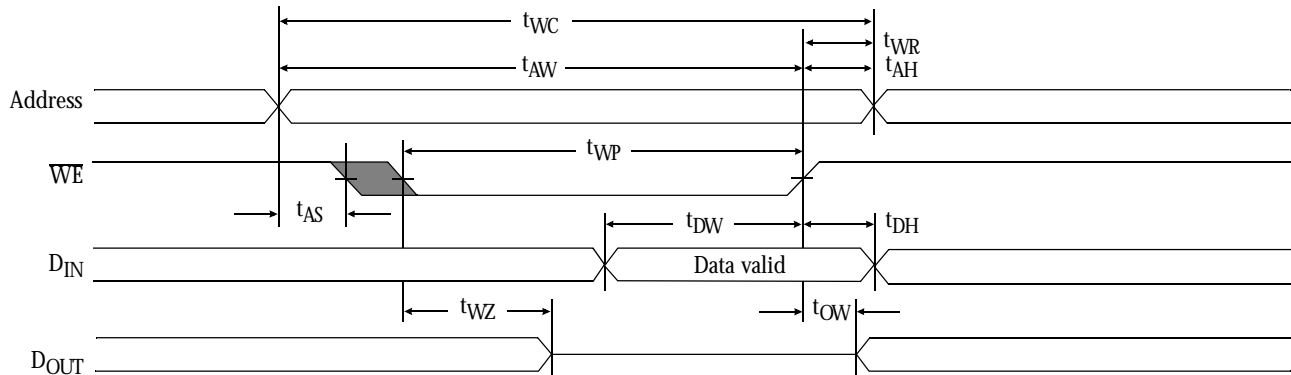 tWC
tWR
tAW
tAH
Address
tWP
WE
tAS
tDW
tDH
DIN
Data valid
tWZ
tOW
DOUT